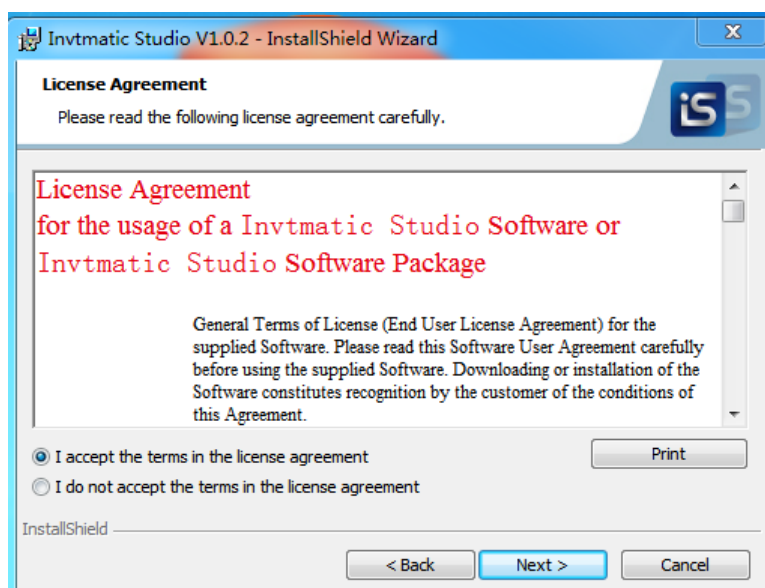 Invtmatic Studio V1.0.2 - InstallShield Wizard
License Agreement
Please read the following license agreement carefully.
iS
S
License Agreement
for the usage of a Invtmatic Studio Software or
Invtmatic Studio Software Package
General Terms of License (End User License Agreement) for the
supplied Software. Please read this Software User Agreement carefully
before using the supplied Software. Downloading or installation of the
Software constitutes recognition by the customer of the conditions of
this Agreement.
I accept the terms in the license agreement
Print
I do not accept the terms in the license agreement
InstallShield
< Back
Next >
Cancel